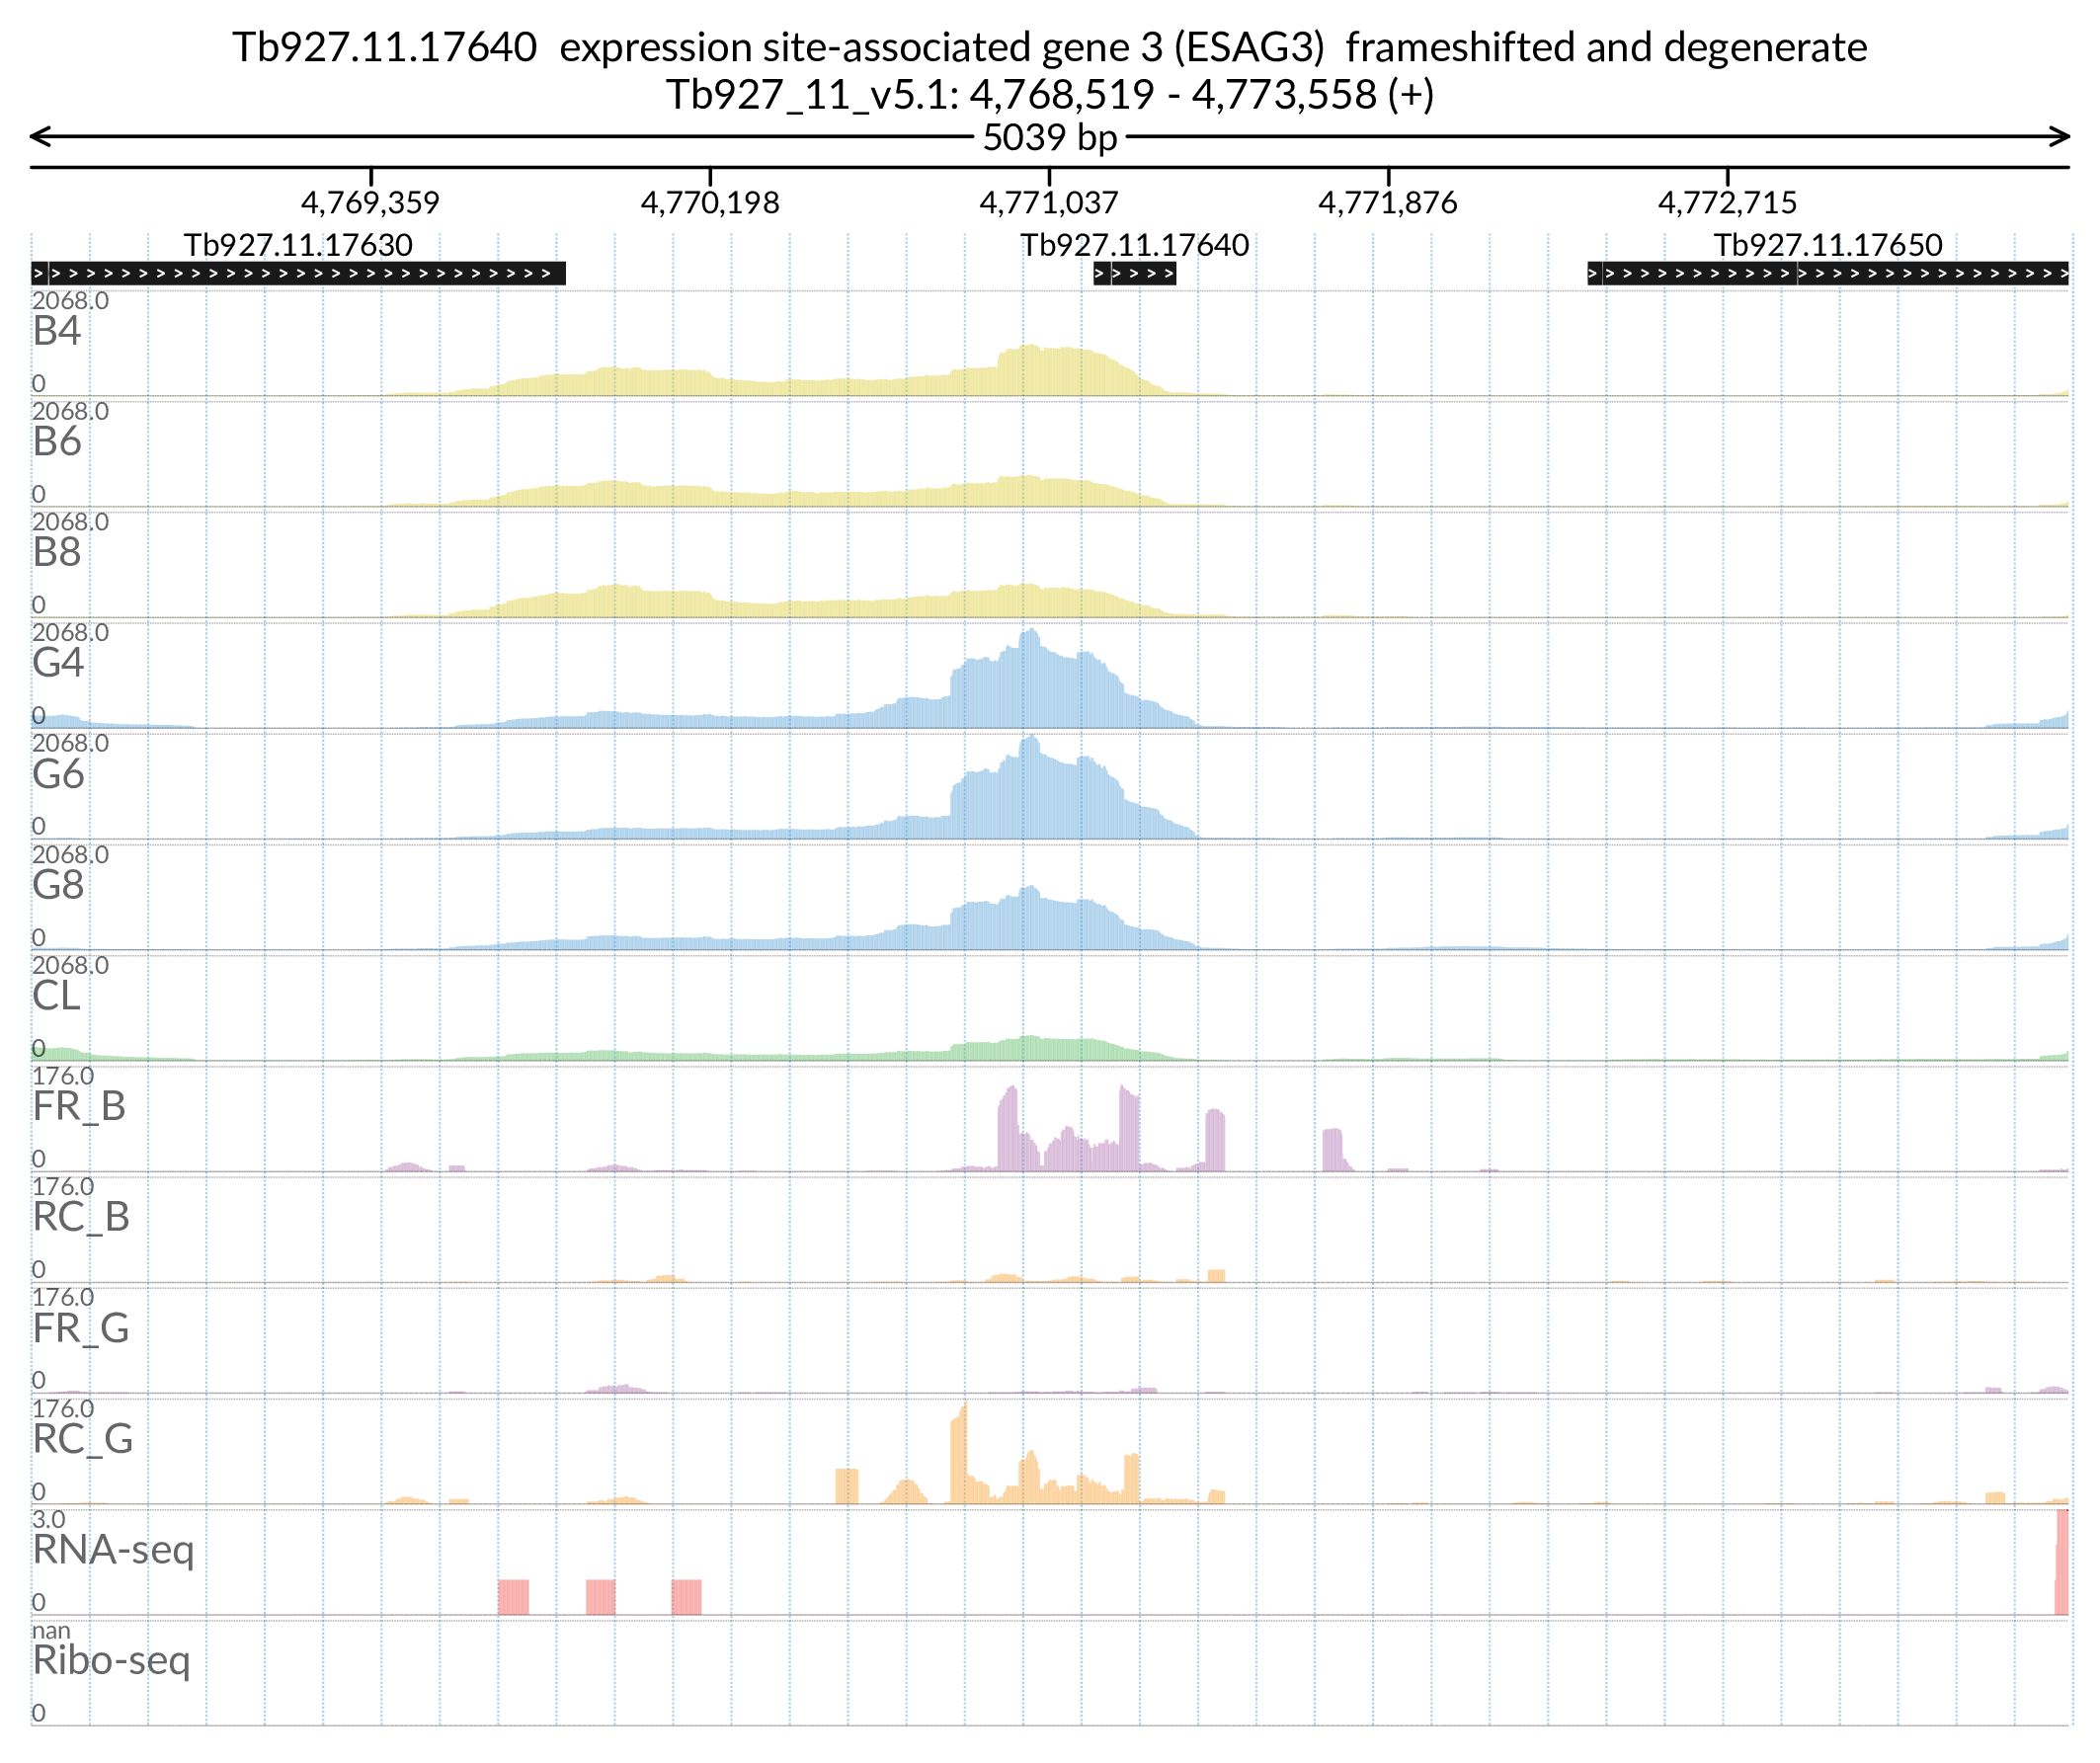 Tb927.11.17640 expression site-associated gene 3 (ESAG3) frameshifted and degenerate
Tb927_11_v5.1: 4,768,519 - 4,773,558 (+)
5039 bp
4,769,359 4,770,198 4,771,037 4,771,876 4,772,715
Tb927.11.17630 Tb927.11.17640 Tb927.11.17650
2068.0
B4
0
2068.0
B6
0
2068.0
B8
0
2068.0
G4
0
2068.0
G6
0
2068.0
G8
0
2068.0
CL
0
176.0
FR_B
0
176.0
RC_B
0
176.0
FR_G
0
176.0
RC_G
0
3.0
RNA-seq
0
nan
Ribo-seq
0